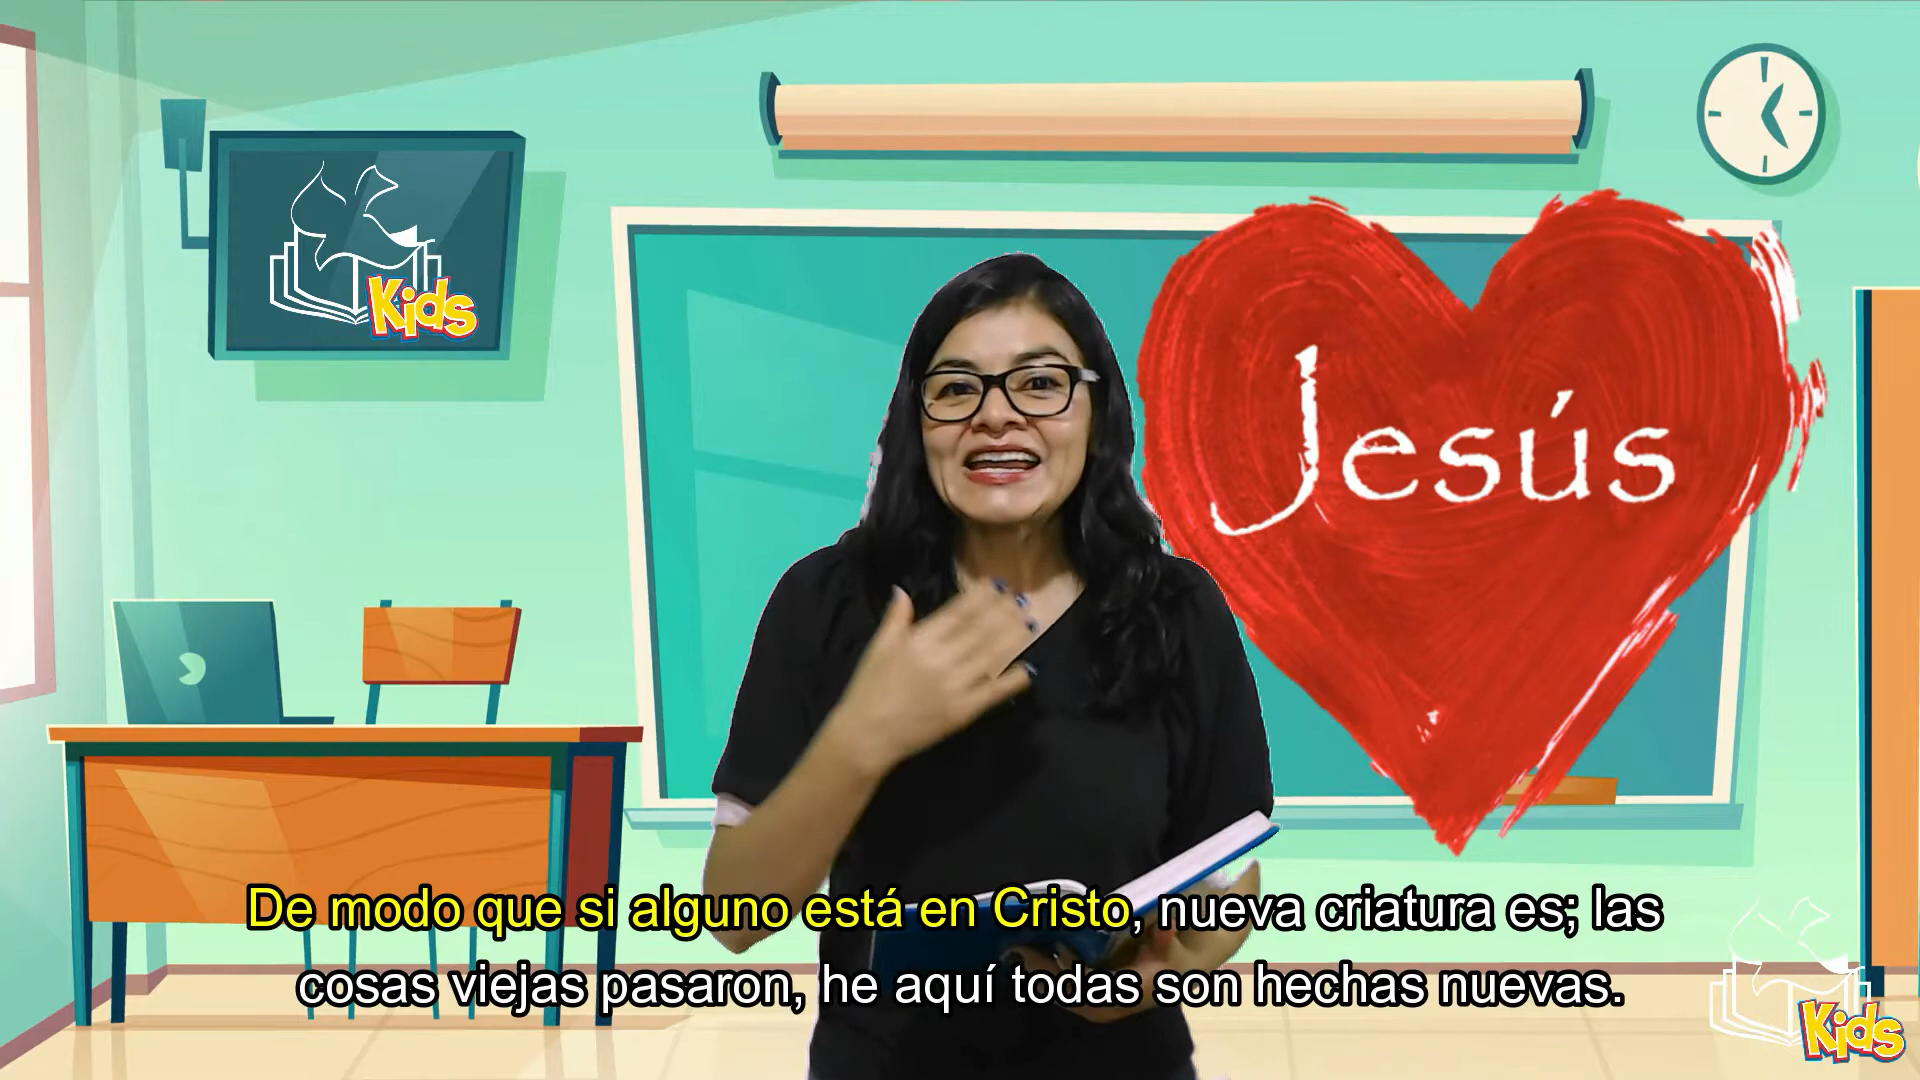 Kids
Jesús
De modo que si alguno está en Cristo, nueva criatura es; las
cosas viejas pasaron, he aquí todas son hechas nuevas.
Kids